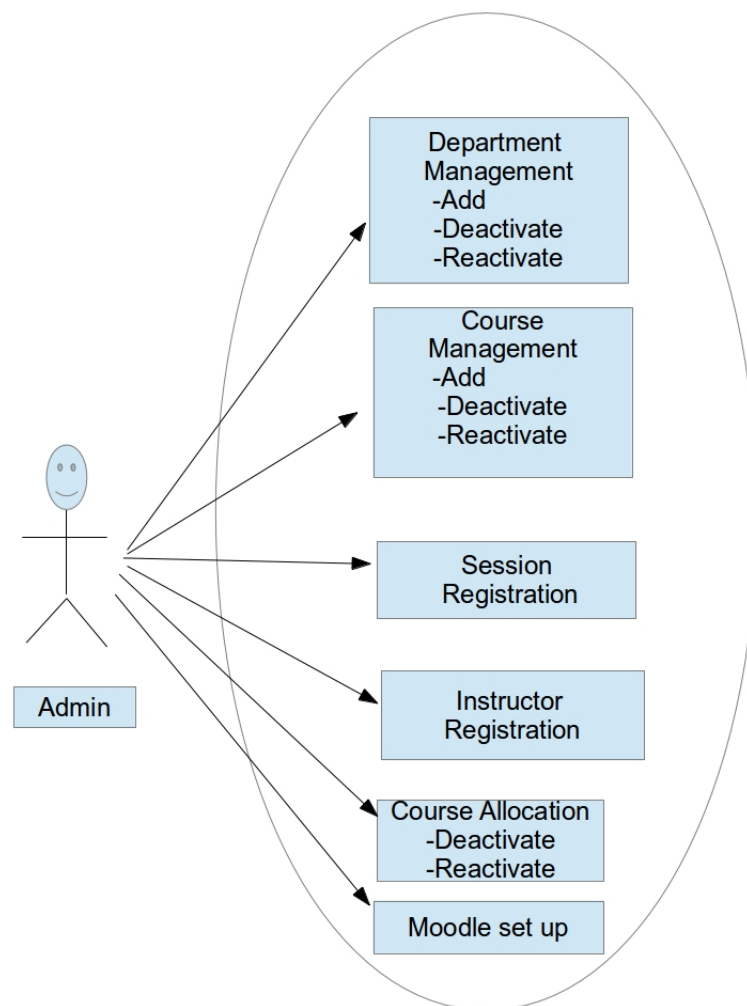 Department
Management
-Add
-Deactivate
-Reactivate
Course
Management
-Add
-Deactivate
-Reactivate
Session
Registration
Instructor
Registration
Admin
Course Allocation
-Deactivate
-Reactivate
Moodle set up